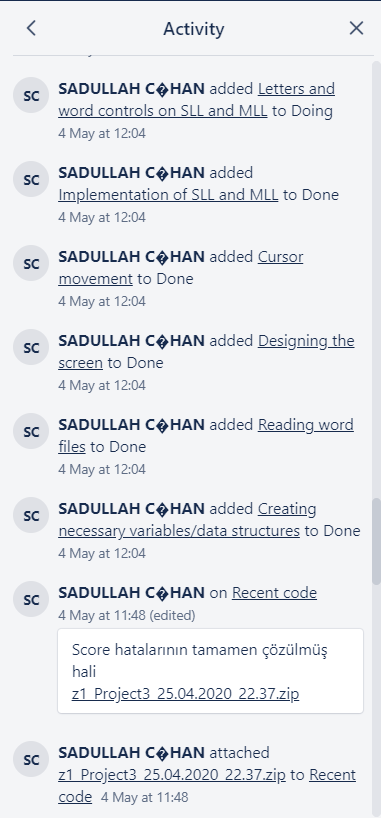 Activity
SC
SADULLAH C�HAN added Letters and
word controls on SLL and MLL to Doing
4 May at 12:04
SC
SADULLAH C�HAN added
Implementation of SLL and MLL to Done
4 May at 12:04
SC
SADULLAH C�HAN added Cursor
movement to Done
4 May at 12:04
SC
SADULLAH C�HAN added Designing the
screen to Done
4 May at 12:04
SC
SADULLAH C�HAN added Reading word
files to Done
4 May at 12:04
SC
SADULLAH C�HAN added Creating
necessary variables/data structures to Done
4 May at 12:04
SC
SADULLAH C�HAN on Recent code
4 May at 11:48 (edited)
Score hatalarının tamamen çözülmüş
hali
z1_Project3_25.04.2020_22.37.zip
SC
SADULLAH C�HAN attached
z1_Project3_25.04.2020_22.37.zip to Recent
code 4 May at 11:48